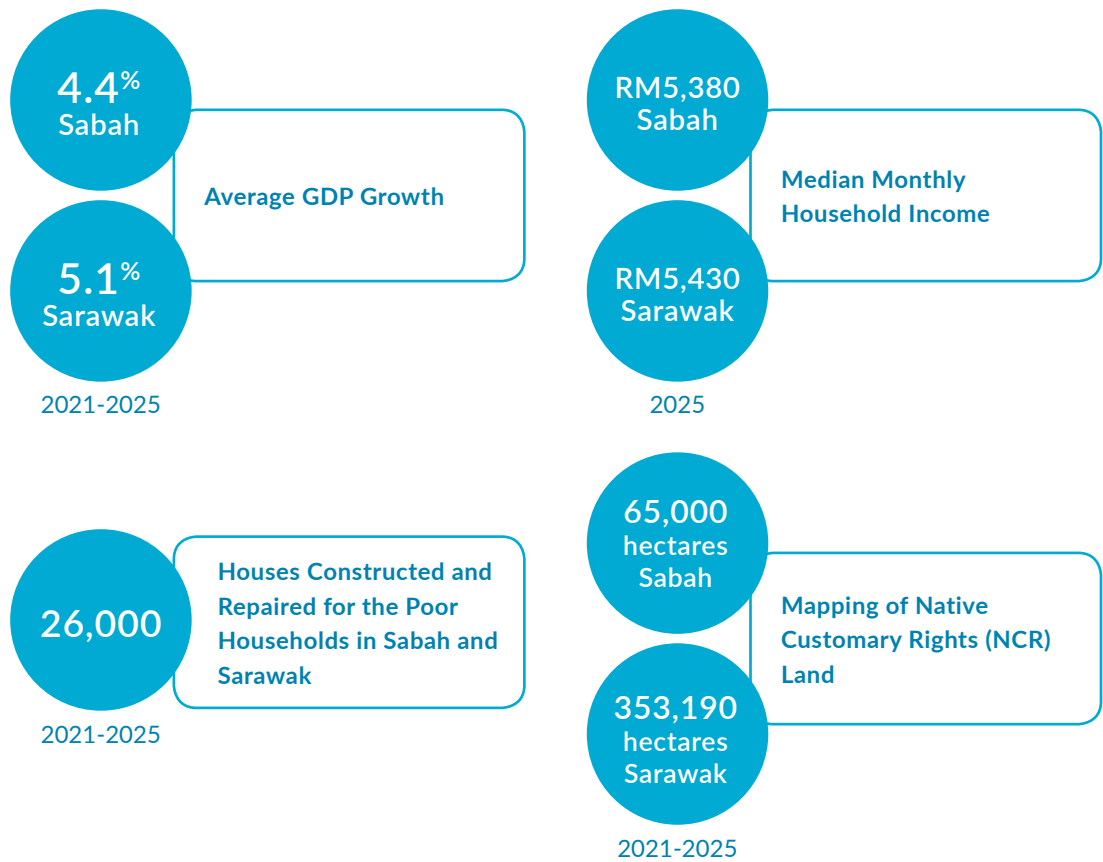 4.4%
Sabah
Average GDP Growth
5.1%
Sarawak
2021-2025
RM5,380
Sabah
Median Monthly
Household Income
RM5,430
Sarawak
2025
26,000
Houses Constructed and
Repaired for the Poor
Households in Sabah and
Sarawak
2021-2025
65,000
hectares
Sabah
Mapping of Native
Customary Rights (NCR)
Land
353,190
hectares
Sarawak
2021-2025